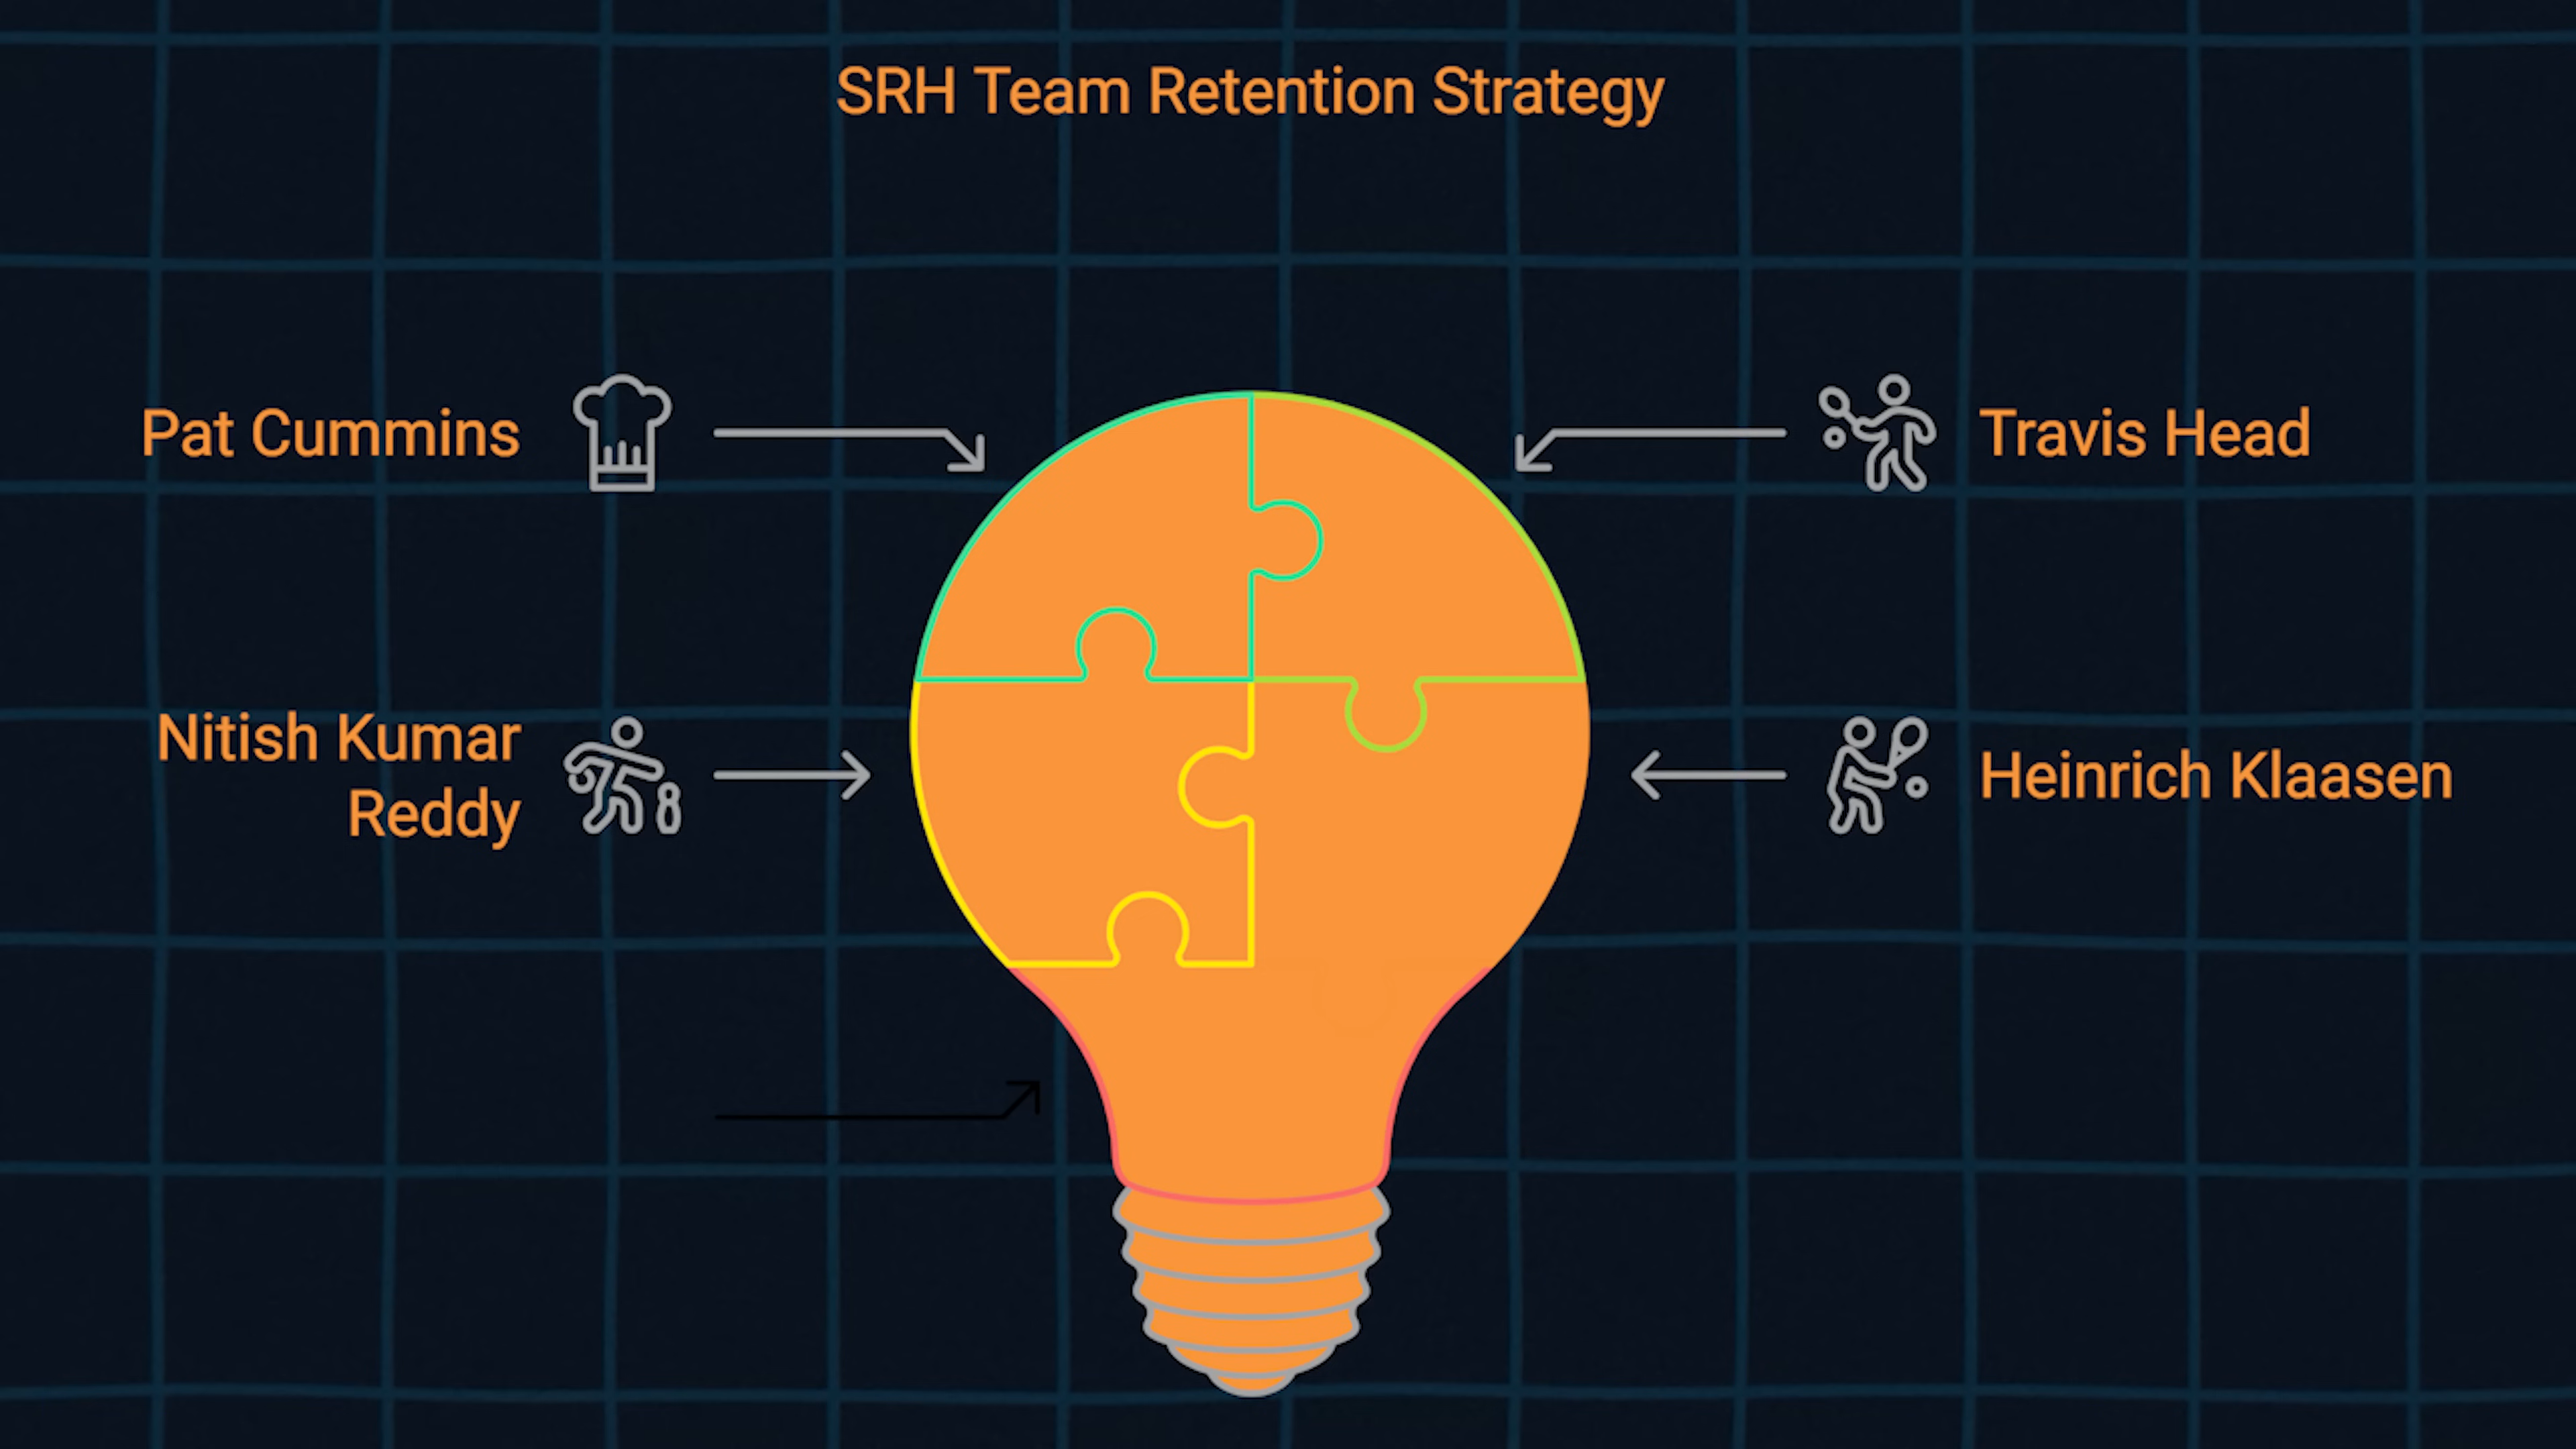 SRH Team Retention Strategy
Pat Cummins
Travis Head
Nitish Kumar
Reddy
Heinrich Klaasen